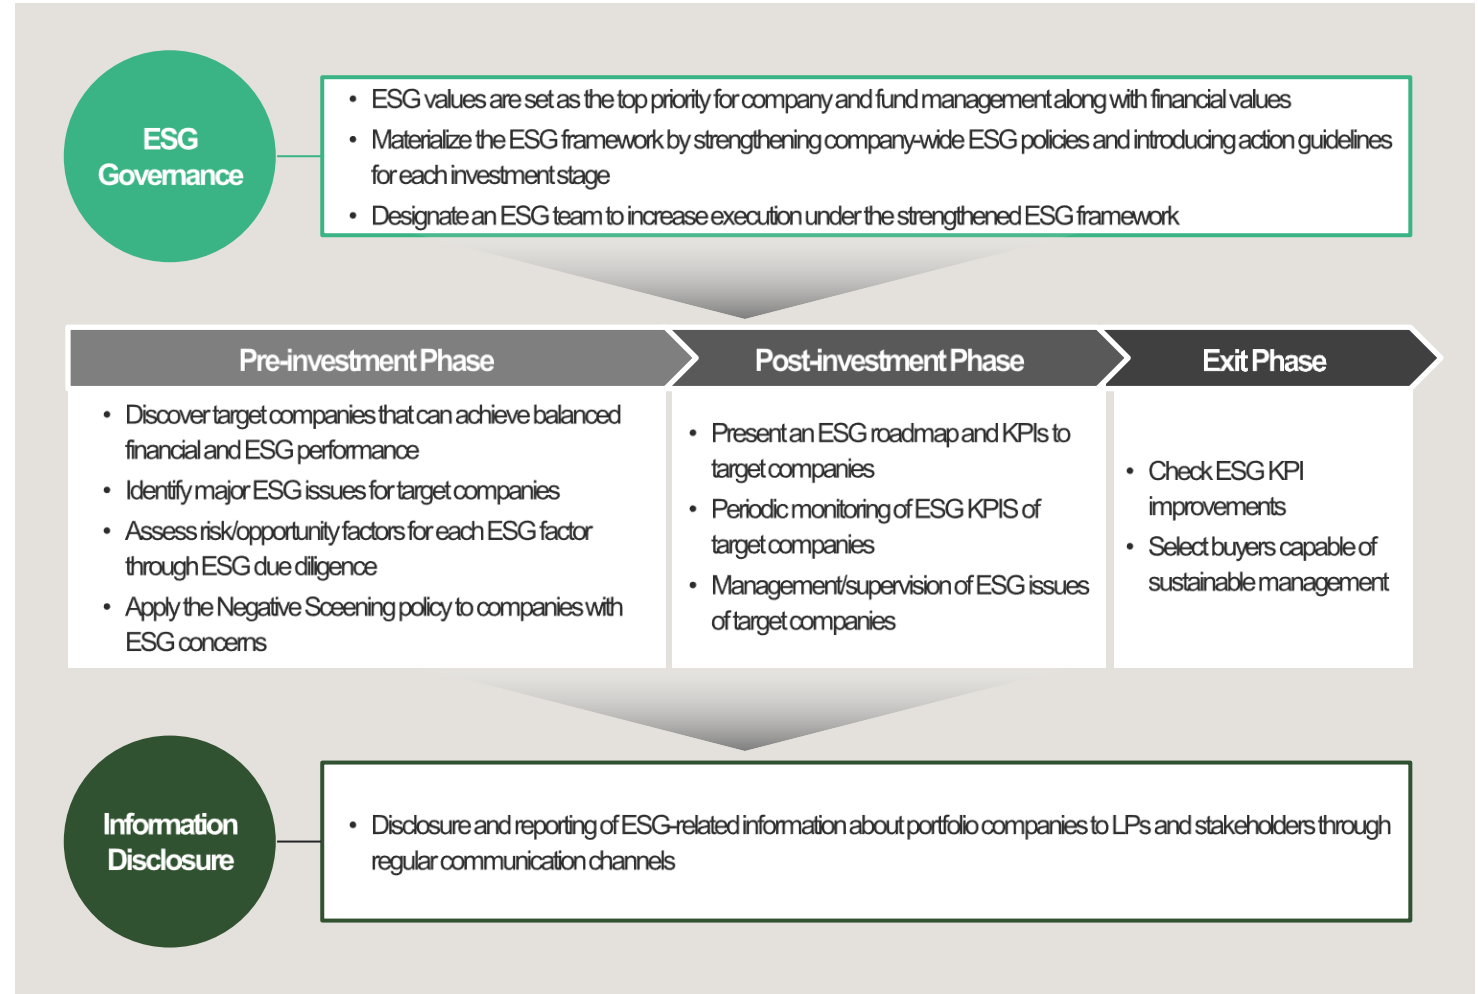 ESG
Governance
• ESG values are set as the top priority for company and fund management along with financial values
• Materialize the ESG framework by strengthening company-wide ESG policies and introducing action guidelines
for each investment stage
• Designate an ESG team to increase execution under the strengthened ESG framework
Pre-investment Phase
• Discover target companies that can achieve balanced
financial and ESG performance
• Identify major ESG issues for target companies
• Assess risk/opportunity factors for each ESG factor
through ESG due diligence
• Apply the Negative Sceening policy to companies with
ESG concerns
Post-investment Phase
• Present an ESG roadmap and KPIs to
target companies
• Periodic monitoring of ESG KPIS of
target companies
• Management/supervision of ESG issues
of target companies
Exit Phase
• Check ESG KPI
improvements
• Select buyers capable of
sustainable management
Information
Disclosure
• Disclosure and reporting of ESG-related information about portfolio companies to LPs and stakeholders through
regular communication channels